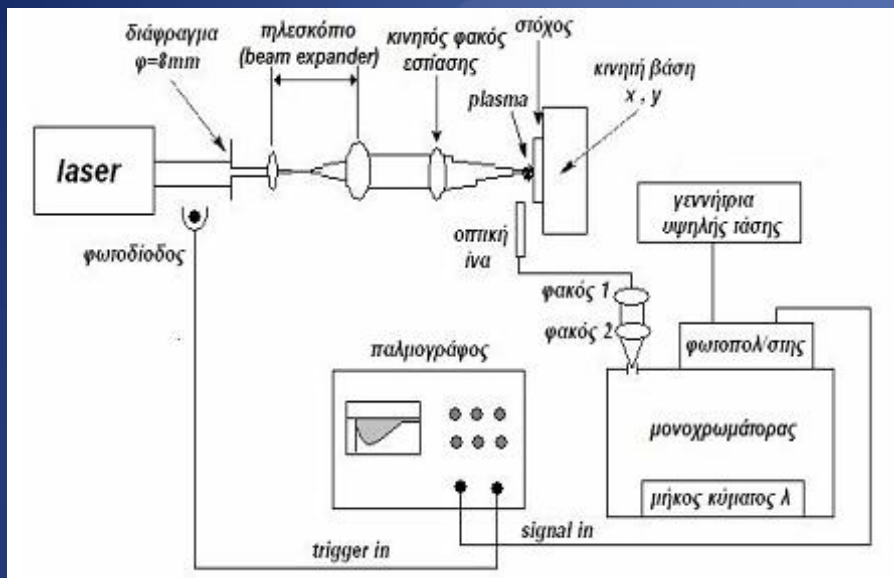 διάφραγμα
φ=8mm
πηλεσκόπιο
(beam expander)
κινητός φακός
εστίασης
στόχος
plasma
κινητή βάση
x , y
laser
φωτοδίοδος
οπτική
ίνα
γεννήτρια
υψηλής τάσης
φακός 1
φακός 2
φωτοπολ/στης
παλμογράφος
μονοχρωμάτορας
μήκος κύματος λ
signal in
trigger in